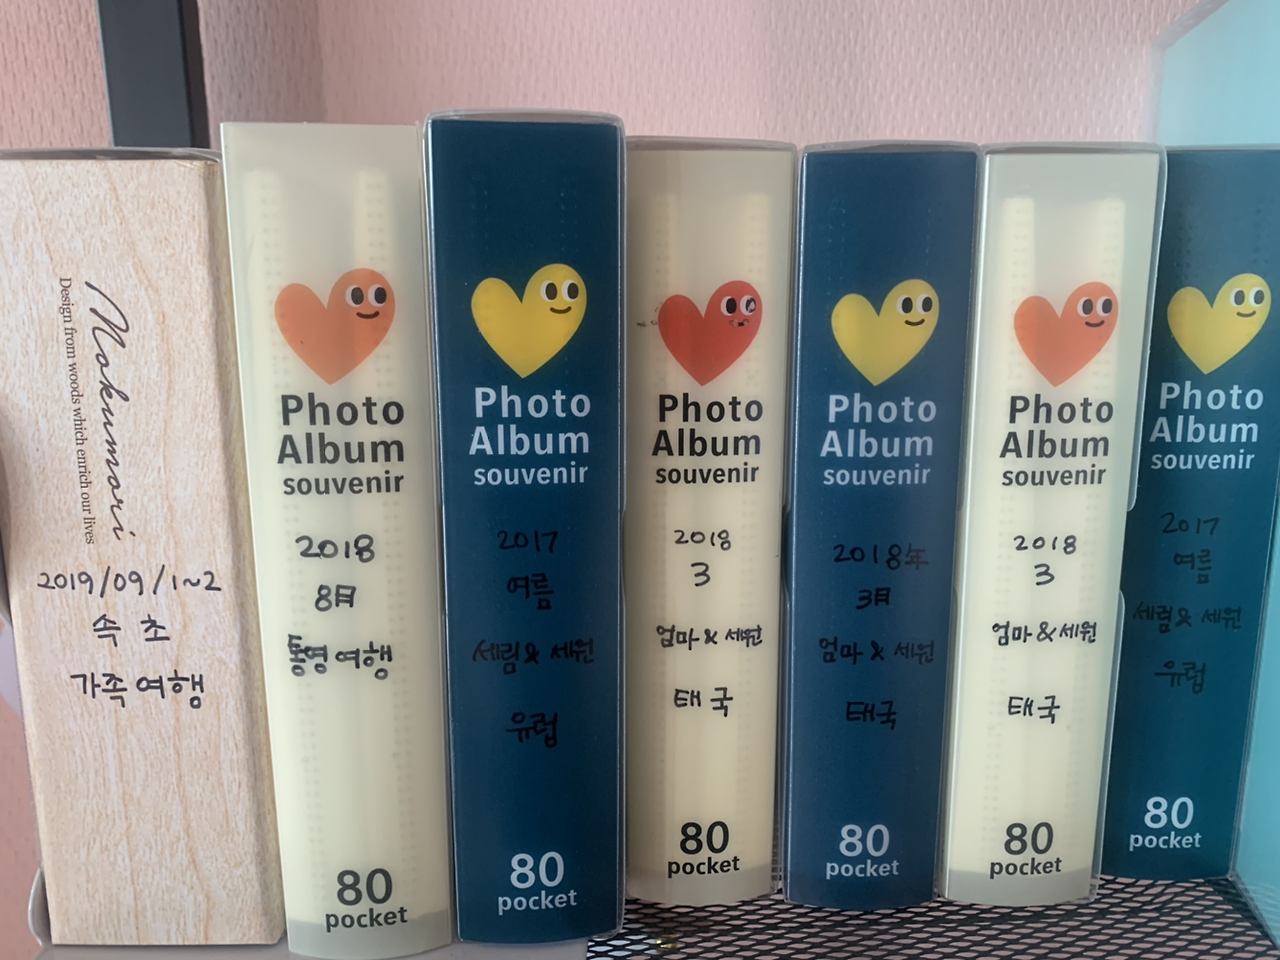 Nokumori
Design from woods which enrich our lives
2019/09/1~2
속초
가족여행
Photo
Album
souvenir
2018
8月
통영여행
80
pocket
Photo
Album
souvenir
2017
여름
세림 & 세원
유럽
80
pocket
Photo
Album
souvenir
2018
3
엄마 & 세원
태국
80
pocket
Photo
Album
souvenir
2018年
3月
엄마 & 세원
태국
80
pocket
Photo
Album
souvenir
2018
3
엄마 & 세원
태국
80
pocket
Photo
Album
souvenir
2017
여름
세림 & 세원
유럽
80
pocket